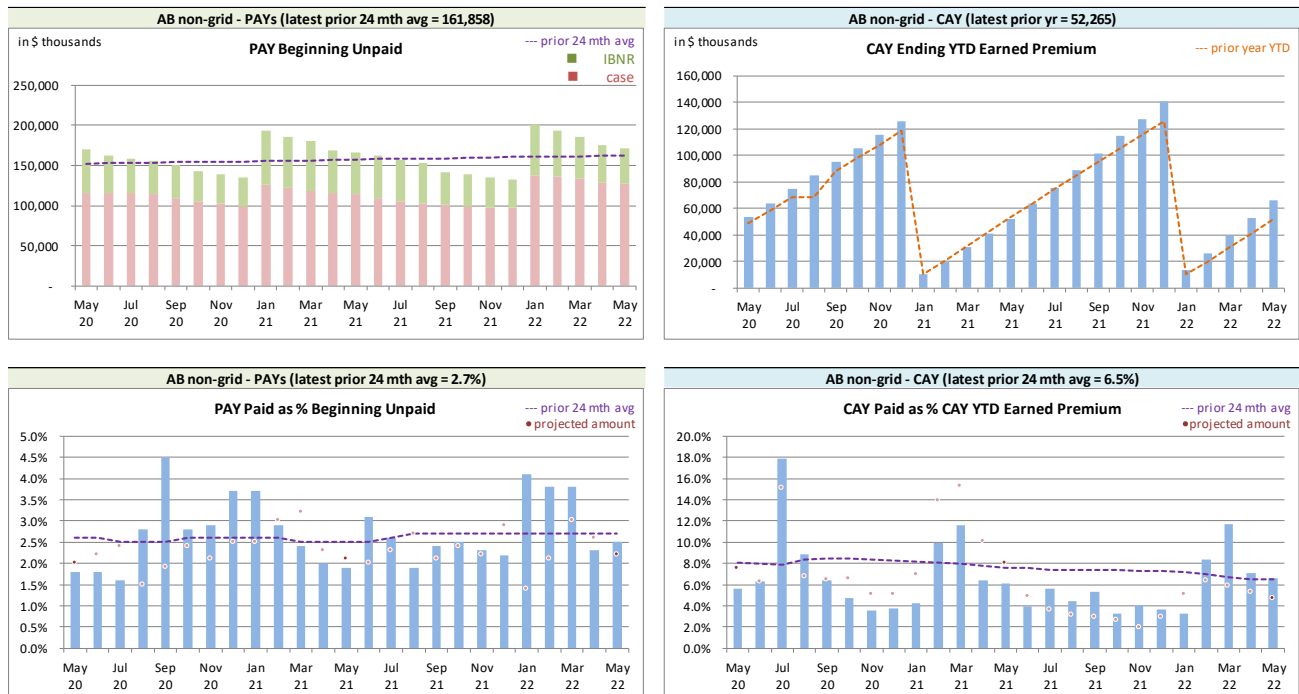 AB non-grid - PAYs (latest prior 24 mth avg = 161,858)
in $ thousands
PAY Beginning Unpaid
--- prior 24 mth avg
IBNR
case
250,000
200,000
150,000
100,000
50,000
-
May Jul Sep Nov Jan Mar May Jul Sep Nov Jan Mar May
20 20 20 20 21 21 21 21 21 21 22 22 22
AB non-grid - CAY (latest prior yr = 52,265)
in $ thousands
CAY Ending YTD Earned Premium
--- prior year YTD
160,000
140,000
120,000
100,000
80,000
60,000
40,000
20,000
-
May Jul Sep Nov Jan Mar May Jul Sep Nov Jan Mar May
20 20 20 20 21 21 21 21 21 21 22 22 22
AB non-grid - PAYs (latest prior 24 mth avg = 2.7%)
PAY Paid as % Beginning Unpaid
--- prior 24 mth avg
projected amount
5.0%
4.5%
4.0%
3.5%
3.0%
2.5%
2.0%
1.5%
1.0%
0.5%
0.0%
May Jul Sep Nov Jan Mar May Jul Sep Nov Jan Mar May
20 20 20 20 21 21 21 21 21 21 22 22 22
AB non-grid - CAY (latest prior 24 mth avg = 6.5%)
CAY Paid as % CAY YTD Earned Premium
--- prior 24 mth avg
projected amount
20.0%
18.0%
16.0%
14.0%
12.0%
10.0%
8.0%
6.0%
4.0%
2.0%
0.0%
May Jul Sep Nov Jan Mar May Jul Sep Nov Jan Mar May
20 20 20 20 21 21 21 21 21 21 22 22 22